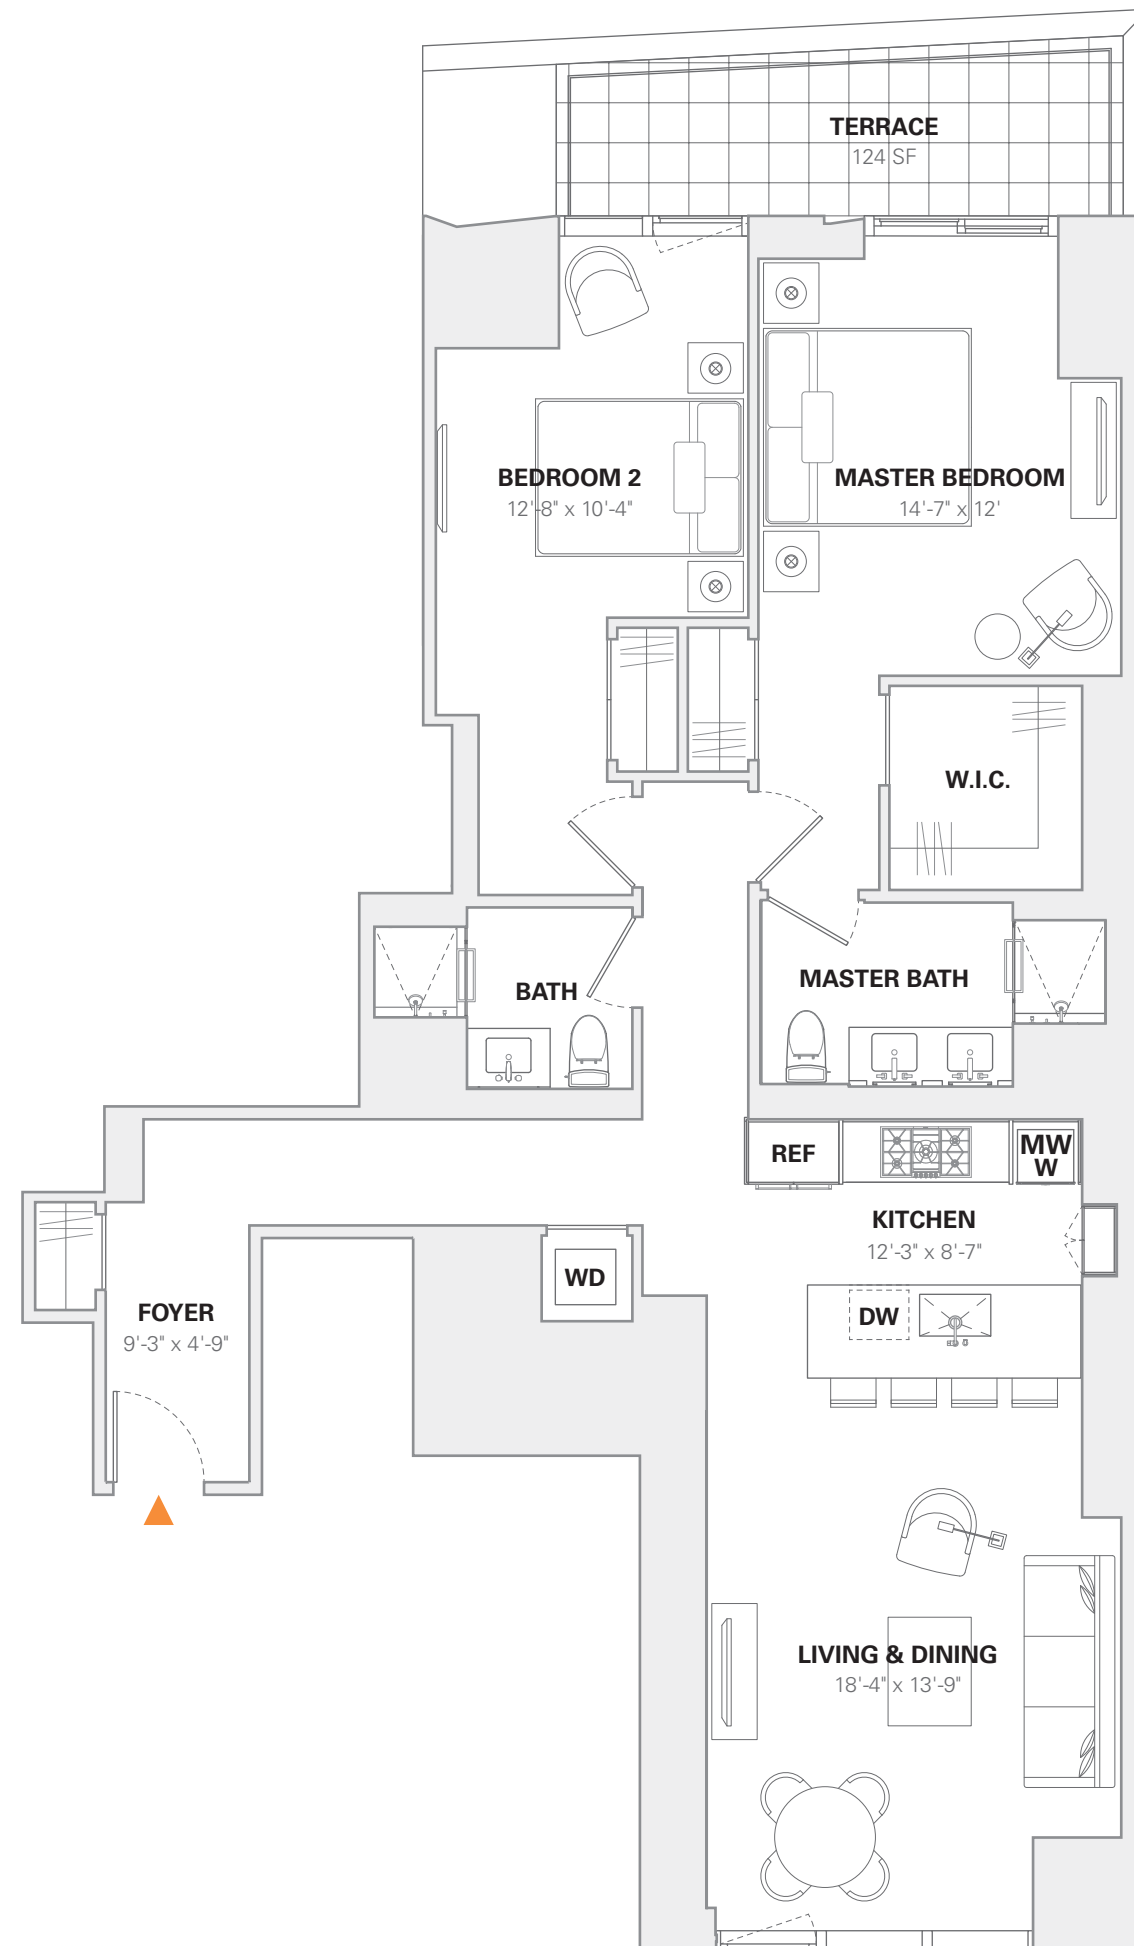 TERRACE
124 SF
BEDROOM 2
12'-8" x 10'-4"
MASTER BEDROOM
14'-7" x 12'
W.I.C.
BATH
MASTER BATH
REF
MW
W
KITCHEN
12'-3" x 8'-7"
WD
DW
FOYER
9'-3" x 4'-9"
LIVING & DINING
18'-4" x 13'-9"